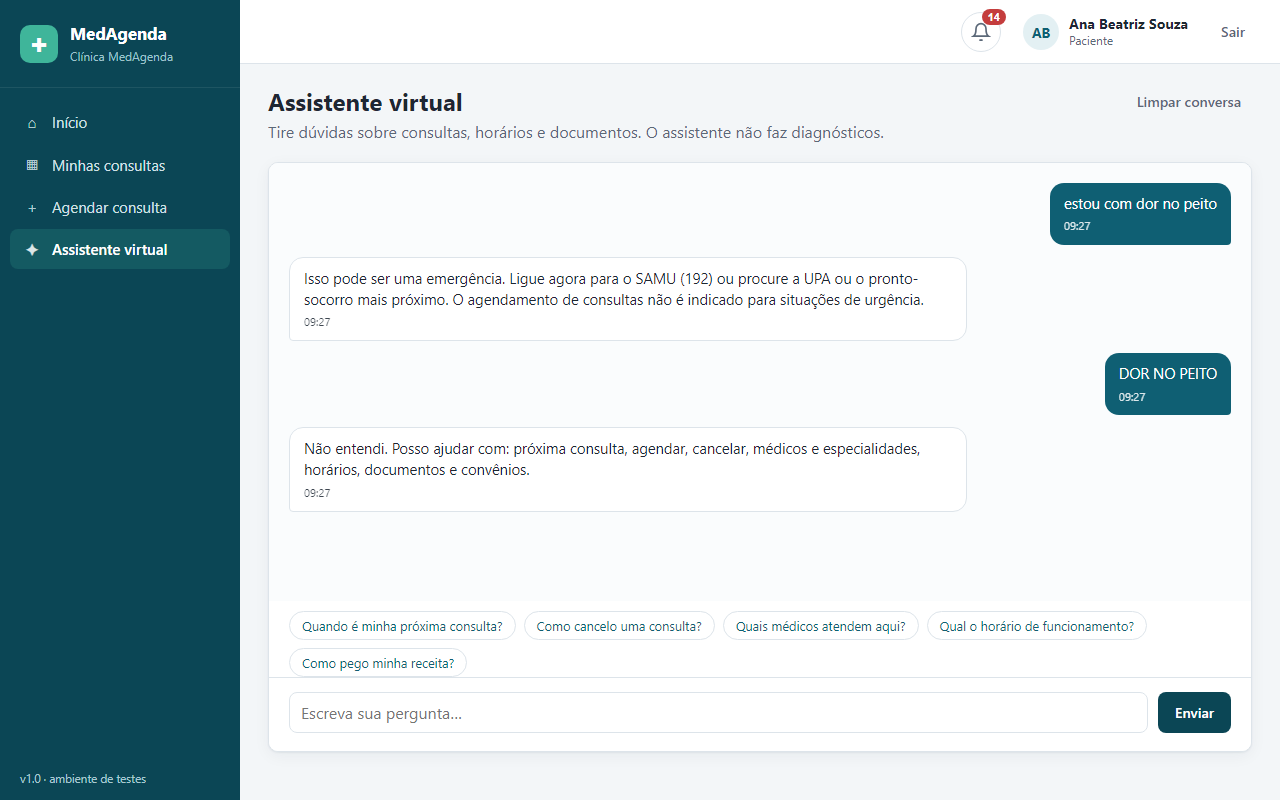 MedAgenda
Clínica MedAgenda
Início
Minhas consultas
Agendar consulta
Assistente virtual
v1.0 · ambiente de testes
14
AB
Ana Beatriz Souza
Paciente
Sair
Assistente virtual
Limpar conversa
Tire dúvidas sobre consultas, horários e documentos. O assistente não faz diagnósticos.
estou com dor no peito
09:27
Isso pode ser uma emergência. Ligue agora para o SAMU (192) ou procure a UPA ou o pronto-
socorro mais próximo. O agendamento de consultas não é indicado para situações de urgência.
09:27
DOR NO PEITO
09:27
Não entendi. Posso ajudar com: próxima consulta, agendar, cancelar, médicos e especialidades,
horários, documentos e convênios.
09:27
Quando é minha próxima consulta?
Como cancelo uma consulta?
Quais médicos atendem aqui?
Qual o horário de funcionamento?
Como pego minha receita?
Escreva sua pergunta...
Enviar